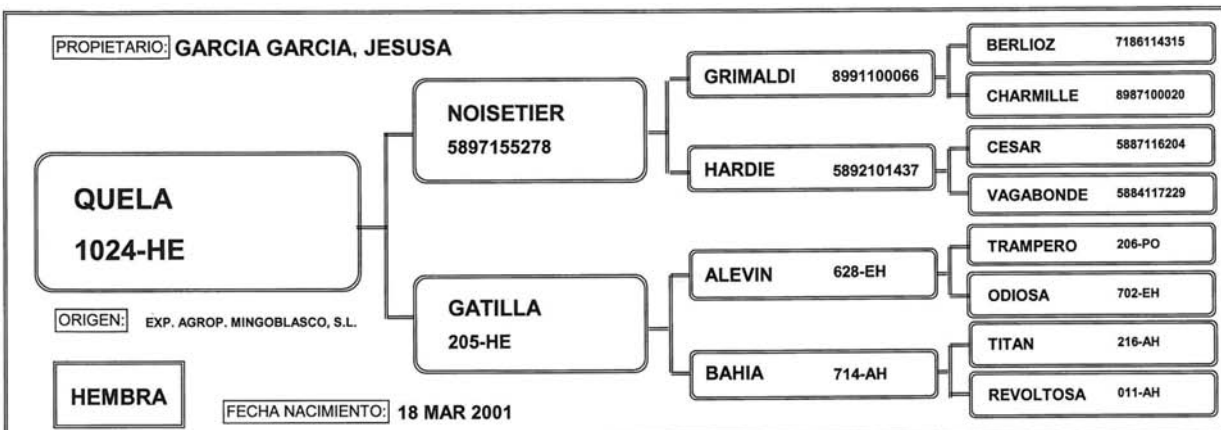 PROPIETARIO: GARCIA GARCIA, JESUSA
QUELA
1024-HE
ORIGEN: EXP. AGROP. MINGOBLASCO, S.L.
HEMBRA
FECHA NACIMIENTO: 18 MAR 2001
NOISETIER
5897155278
GATILLA
205-HE
GRIMALDI 8991100066
HARDIE 5892101437
ALEVIN 628-EH
BAHIA 714-AH
BERLIOZ 7186114315
CHARMILLE 8987100020
CESAR 5887116204
VAGABONDE 5884117229
TRAMPERO 206-PO
ODIOSA 702-EH
TITAN 216-AH
REVOLTOSA 011-AH